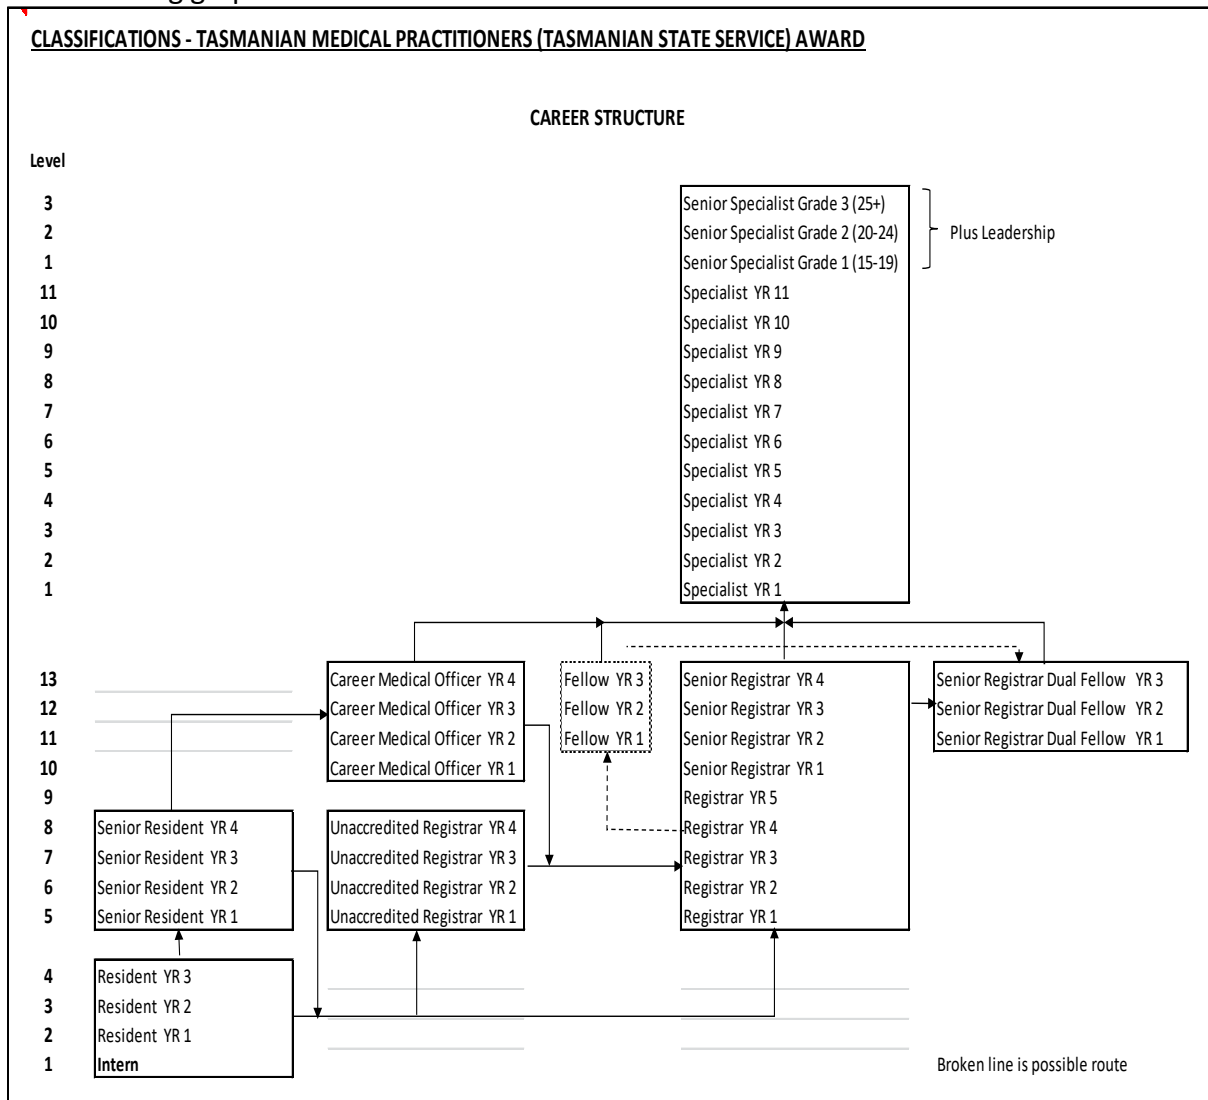 CLASSIFICATIONS - TASMANIAN MEDICAL PRACTITIONERS (TASMANIAN STATE SERVICE) AWARD
CAREER STRUCTURE
Level
3 Senior Specialist Grade 3 (25+)
2 Senior Specialist Grade 2 (20-24) Plus Leadership
1 Senior Specialist Grade 1 (15-19)
11 Specialist YR 11
10 Specialist YR 10
9 Specialist YR 9
8 Specialist YR 8
7 Specialist YR 7
6 Specialist YR 6
5 Specialist YR 5
4 Specialist YR 4
3 Specialist YR 3
2 Specialist YR 2
1 Specialist YR 1
13 Career Medical Officer YR 4 Fellow YR 3 Senior Registrar YR 4 Senior Registrar Dual Fellow YR 3
12 Career Medical Officer YR 3 Fellow YR 2 Senior Registrar YR 3 Senior Registrar Dual Fellow YR 2
11 Career Medical Officer YR 2 Fellow YR 1 Senior Registrar YR 2 Senior Registrar Dual Fellow YR 1
10 Career Medical Officer YR 1 Senior Registrar YR 1
9 Registrar YR 5
8 Senior Resident YR 4 Unaccredited Registrar YR 4 Registrar YR 4
7 Senior Resident YR 3 Unaccredited Registrar YR 3 Registrar YR 3
6 Senior Resident YR 2 Unaccredited Registrar YR 2 Registrar YR 2
5 Senior Resident YR 1 Unaccredited Registrar YR 1 Registrar YR 1
4 Resident YR 3
3 Resident YR 2
2 Resident YR 1
1 Intern Broken line is possible route